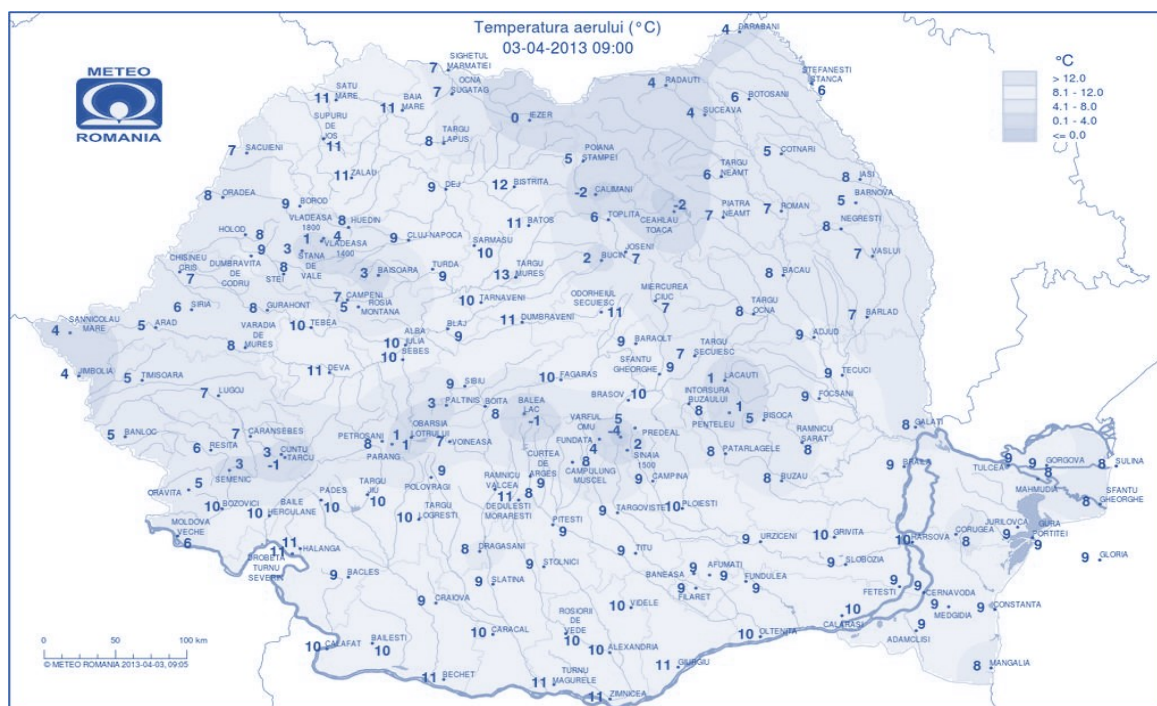 Temperatura aerului (°C)
03-04-2013 09:00
METEO
ROMANIA
°C
> 12.0
8.1 - 12.0
4.1 - 8.0
0.1 - 4.0
<= 0.0
°C
4 DARABANI
SIGHETUL
MARMATIEI
7
OCNA
SUGATAG
7
4 RADAUTI
STEFANESTI
STANCA
6
6 BOTOSANI
SATU
MARE
11
BAIA
MARE
11
0 IEZER
4 SUCEAVA
SUPURU
DE
JOS
11
TARGU
LAPUS
8
7 SACUIENI
POIANA
STAMPEI
5
5 COTNARI
11 ZALAU
9 DEJ
12 BISTRITA
-2 CALIMANI
TARGU
NEAMT
6
8 IASI
8 ORADEA
9 BOROD
5 BARNOVA
VLADEASA
1800
1
8 HUEDIN
11 BATOS
6 TOPLITA
-2
CEAHLAU
TOACA
PIATRA
NEAMT
7
7 ROMAN
8 NEGRESTI
HOLOD 8
4
VLADEASA
1400
9 CLUJ-NAPOCA
SARMASU
10
JOSENI
7
2 BUCIN
7 VASLUI
CHISINEU
CRIS
7
9
DUMBRAVITA
DE
CODRU
3
STANA
DE
VALE
8
STEI
3 BAISOARA
TURDA
9
TARGU
MURES
13
8 BACAU
6 SIRIA
8 GURAHONT
7 CAMPENI
5 ROSIA
MONTANA
10 TARNAVENI
ODORHEIUL
SECUIESC
11
MIERCUREA
CIUC
7
TARGU
OCNA
8
7 BARLAD
SANNICOLAU
MARE
4
5 ARAD
VARADIA
DE
MURES
8
10 TEBEA
ALBA
IULIA
10
BLAJ
9
11 DUMBRAVENI
9 BARAOLT
9 ADJUD
SEBES
10
TARGU
SECUIESC
7
4 JIMBOLIA
5 TIMISOARA
11 DEVA
9 SIBIU
10 FAGARAS
SFANTU
GHEORGHE
9
1 LACAUTI
9 TECUCI
7 LUGOJ
3 PALTINIS
BOITA
8
BALEA
LAC
-1
BRASOV
10
INTORSURA
BUZAULUI
8
1
PENTELEU
5 BISOCA
9 FOCSANI
5 BANLOC
7 CARANSEBES
PETROSANI
8
1
PARANG
OBARSIA
LOTRULUI
1
7 VOINEASA
VARFUL
OMU
-4
5
PREDEAL
FUNDATA
4
2
SINAIA
1500
RAMNICU
SARAT
8
8 GALATI
6 RESITA
3 CUNTU
-1 TARCU
3
SEMENIC
CURTEA
DE
ARGES
9
8
CAMPULUNG
MUSCEL
8 PATARLAGELE
9 BRAILA
TULCEA
9
9 GORGOVA
8
MAHMUDIA
8 SULINA
5
ORAVITA
10 BOZOVICI
BAILE
HERCULANE
10
PADES
10
TARGU
JIU
10
9
POLOVRAGI
RAMNICU
VALCEA
11
8
DEDULESTI
MORARESTI
9 CAMPINA
8 BUZAU
SFANTU
GHEORGHE
8
MOLDOVA
VECHE
6
TARGU
LOGRESTI
10
PITESTI
9
9 TARGOVISTE
10 PLOIESTI
10 GRIVITA
10 HARSOVA
CORUGEA
8
JURILOVCA
9
GURA
PORTITEI
9
9 GLORIA
11 HALANGA
11
DROBETA
TURNU
SEVERIN
8 DRAGASANI
9 STOLNICI
9 TITU
9 URZICENI
9 SLOBOZIA
9 BACLES
9 SLATINA
BANEASA
9
AFUMATI
9
9
FILARET
9 FUNDULEA
9
FETESTI
9 CERNAVODA
9 MEDGIDIA
9 CONSTANTA
9 CRAIOVA
10 VIDELE
10
CALARASI
ROSIORII
DE
VEDE
10
9
ADAMCLISI
10 CALAFAT
BAILESTI
10
10 CARACAL
10 ALEXANDRIA
10 OLTENITA
11 GIURGIU
8 MANGALIA
11 BECHET
TURNU
MAGURELE
11
11 ZIMNICEA
0 50 100 km
© METEO ROMANIA 2013-04-03, 09:05